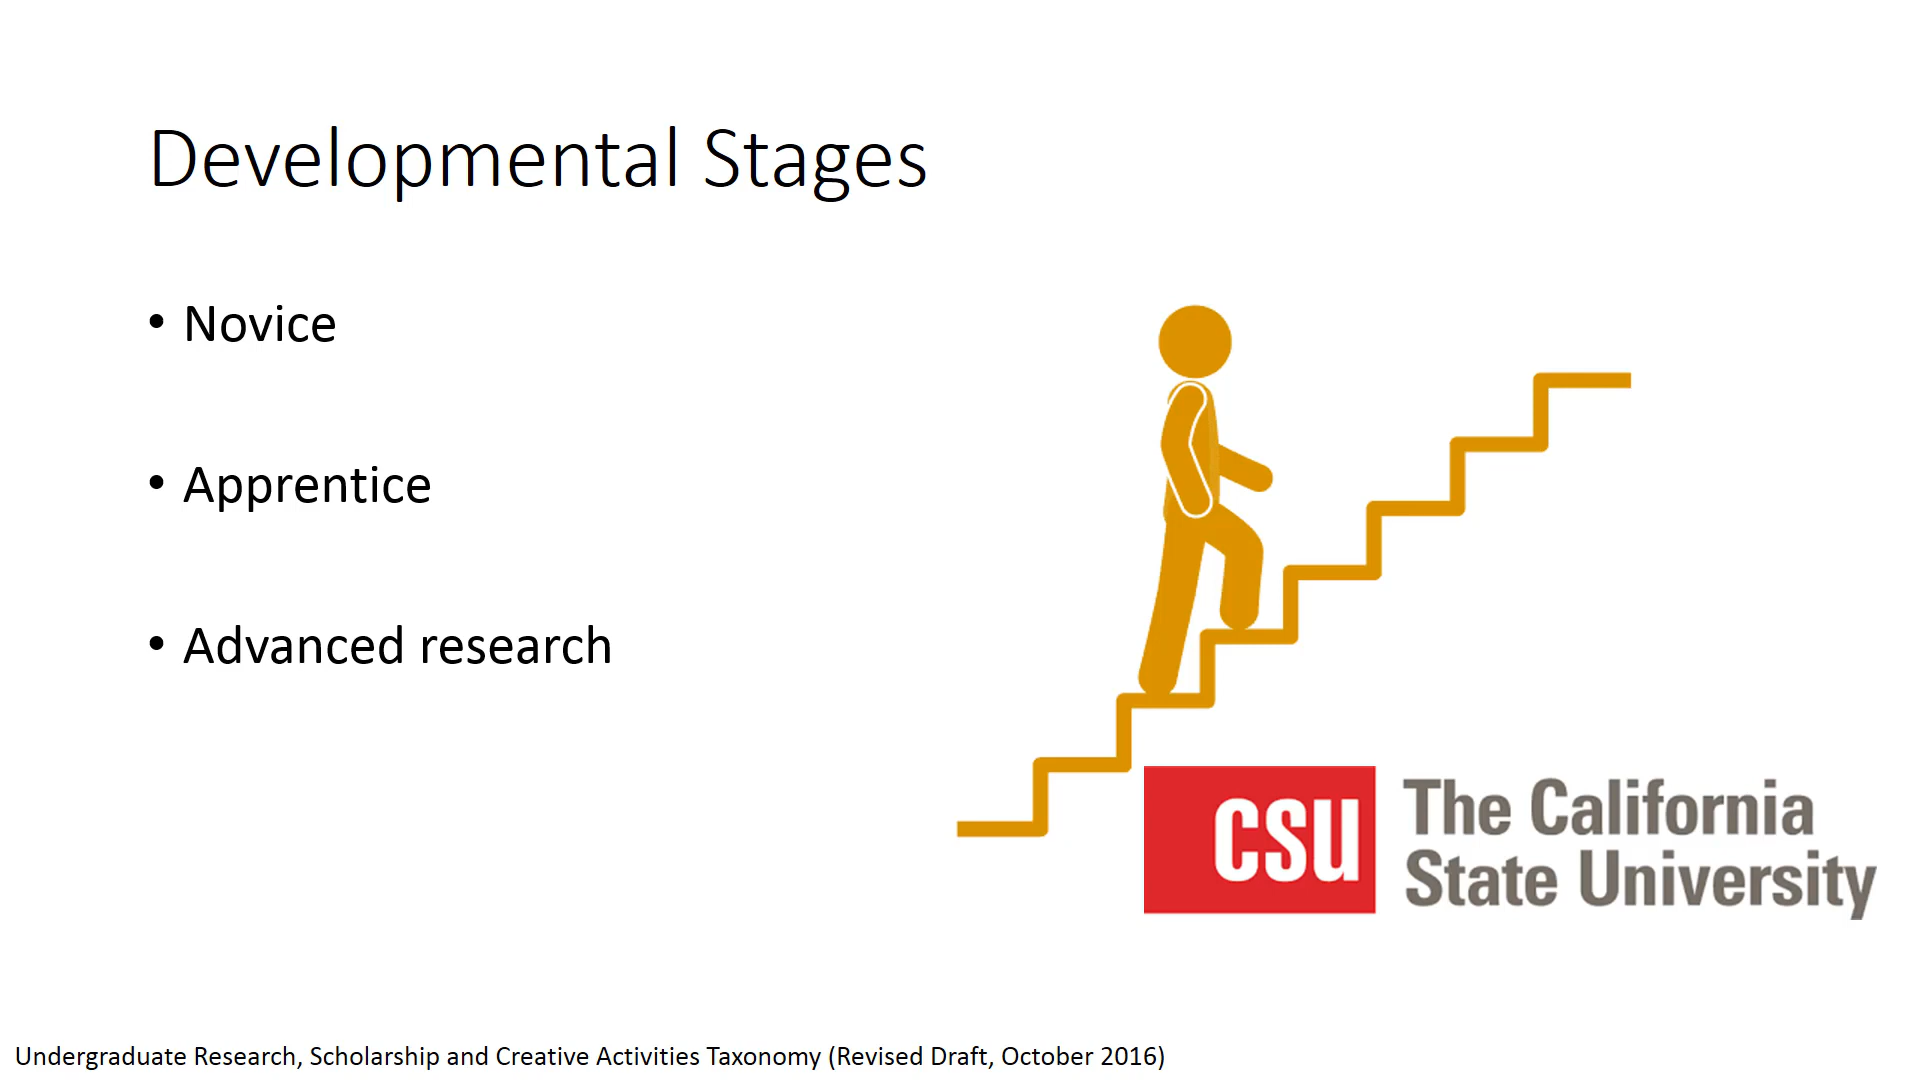 Developmental Stages
• Novice
• Apprentice
• Advanced research
CSU
The California
State University
Undergraduate Research, Scholarship and Creative Activities Taxonomy (Revised Draft, October 2016)